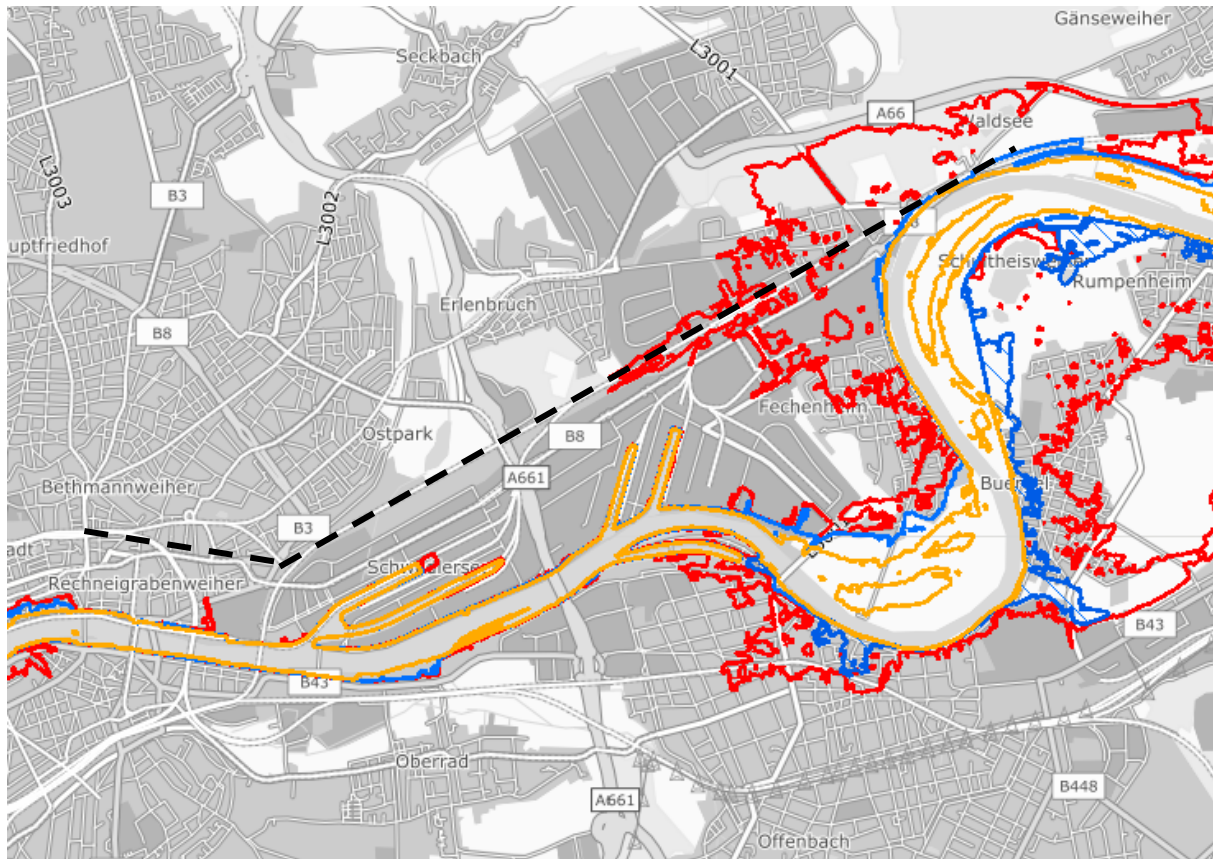 Gänseweiher
Seckbach
L3001
A66
Waldsee
L3003
B3
L3002
uptfriedhof
Rumpenheim
Erlenbruch
B8
Fechenheim
Ostpark
B8
A661
Bethmannweiher
Buergel
B3
adt
Rechneigrabenweiher
B43
B43
Oberrad
A661
B448
Offenbach